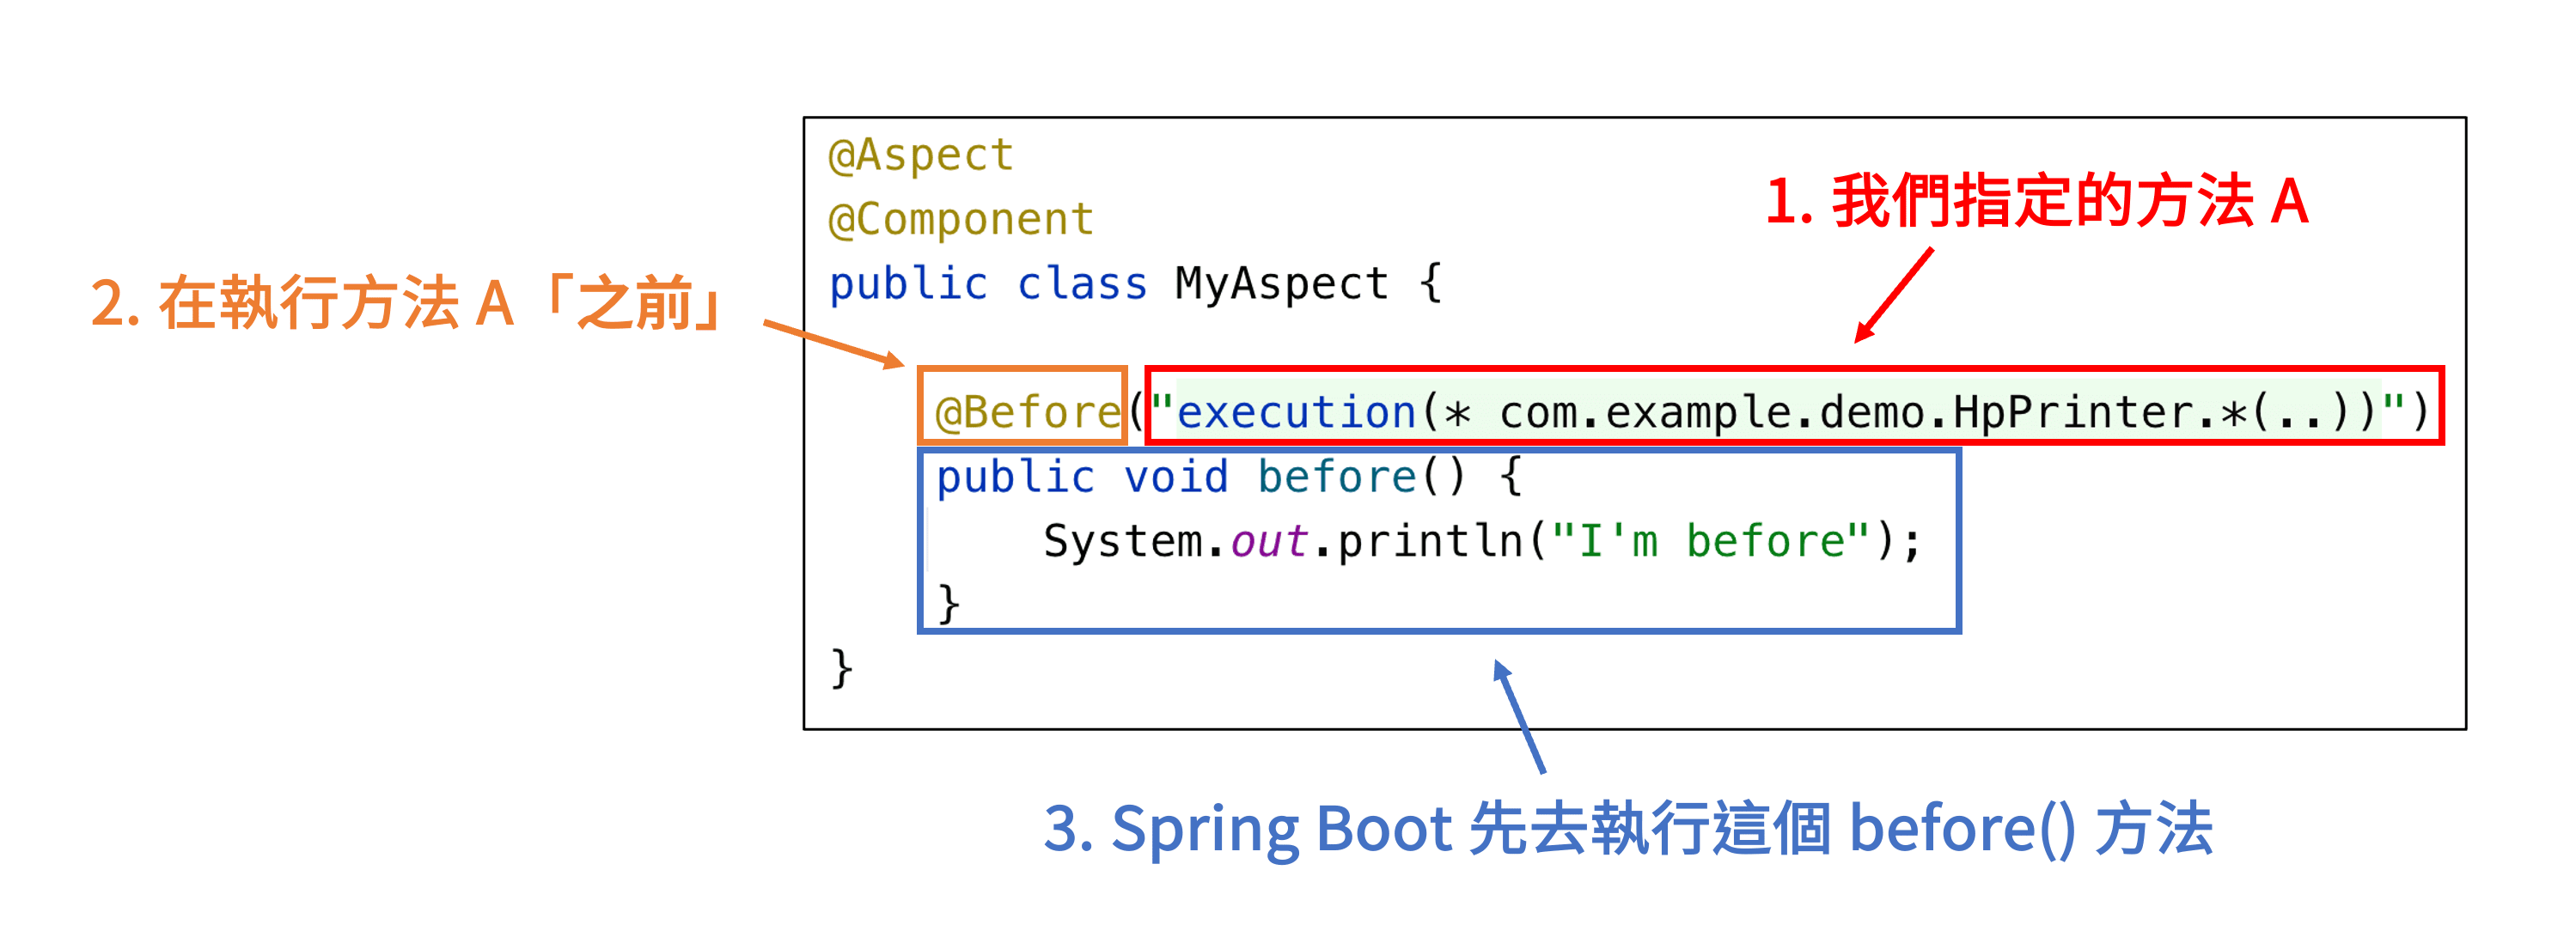 @Aspect
@Component
1. 我們指定的方法 A
public class MyAspect {
2. 在執行方法 A「之前」
@Before("execution(* com.example.demo.HpPrinter.*(..))")
public void before() {
System.out.println("I'm before");
}
}
3. Spring Boot 先去執行這個 before() 方法